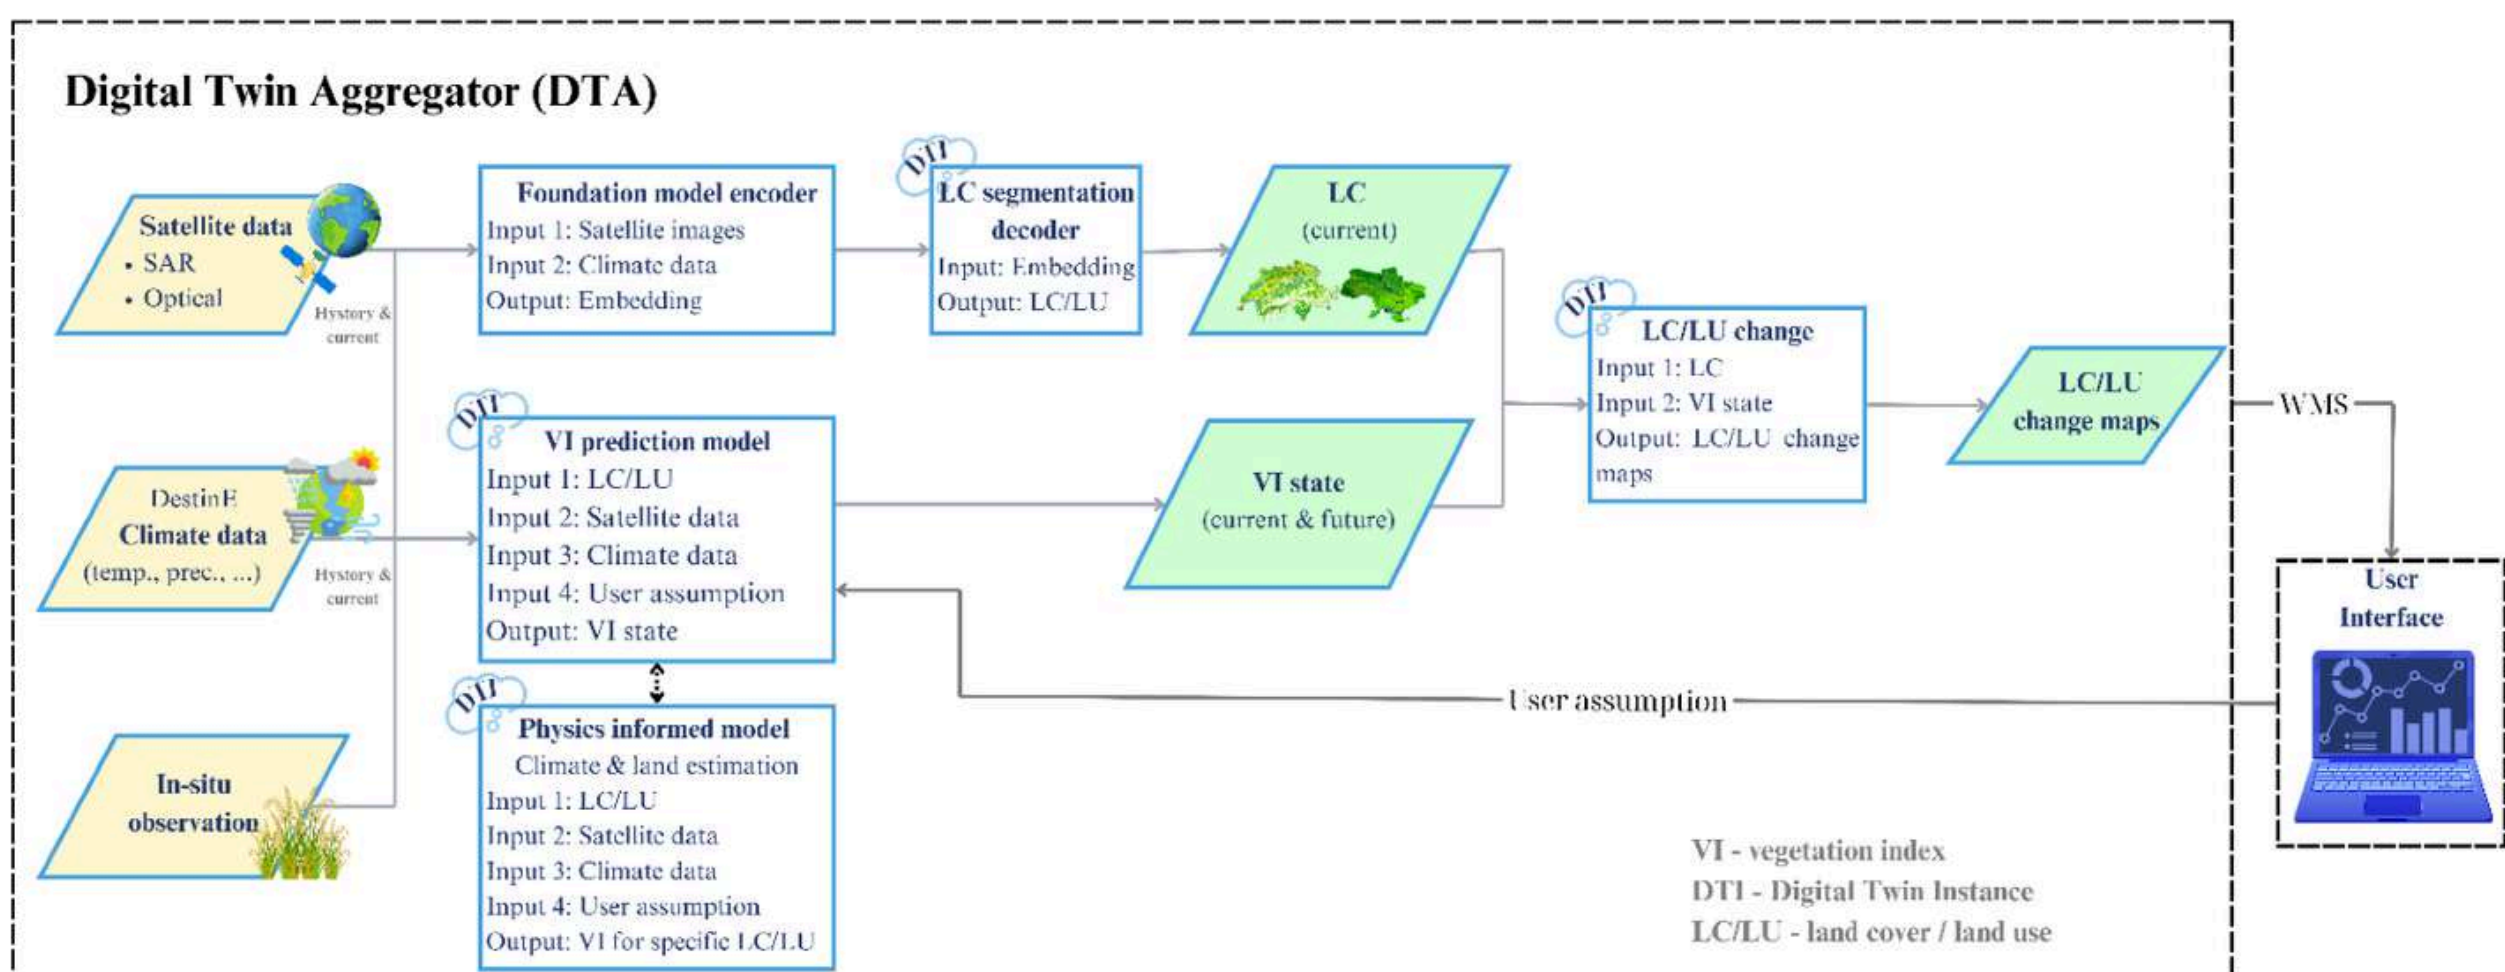 Digital Twin Aggregator (DTA)
Satellite data
• SAR
• Optical
Hystory &
current
Foundation model encoder
Input 1: Satellite images
Input 2: Climate data
Output: Embedding
DTI
LC segmentation
decoder
Input: Embedding
Output: LC/LU
LC
(current)
DTI
LC/LU change
Input 1: LC
Input 2: VI state
Output: LC/LU change
maps
LC/LU
change maps
WMS
DestinE
Climate data
(temp., prec., ...)
Hystory &
current
DTI
VI prediction model
Input 1: LC/LU
Input 2: Satellite data
Input 3: Climate data
Input 4: User assumption
Output: VI state
VI state
(current & future)
User
Interface
User assumption
In-situ
observation
DTI
Physics informed model
Climate & land estimation
Input 1: LC/LU
Input 2: Satellite data
Input 3: Climate data
Input 4: User assumption
Output: VI for specific LC/LU
VI - vegetation index
DTI - Digital Twin Instance
LC/LU - land cover / land use